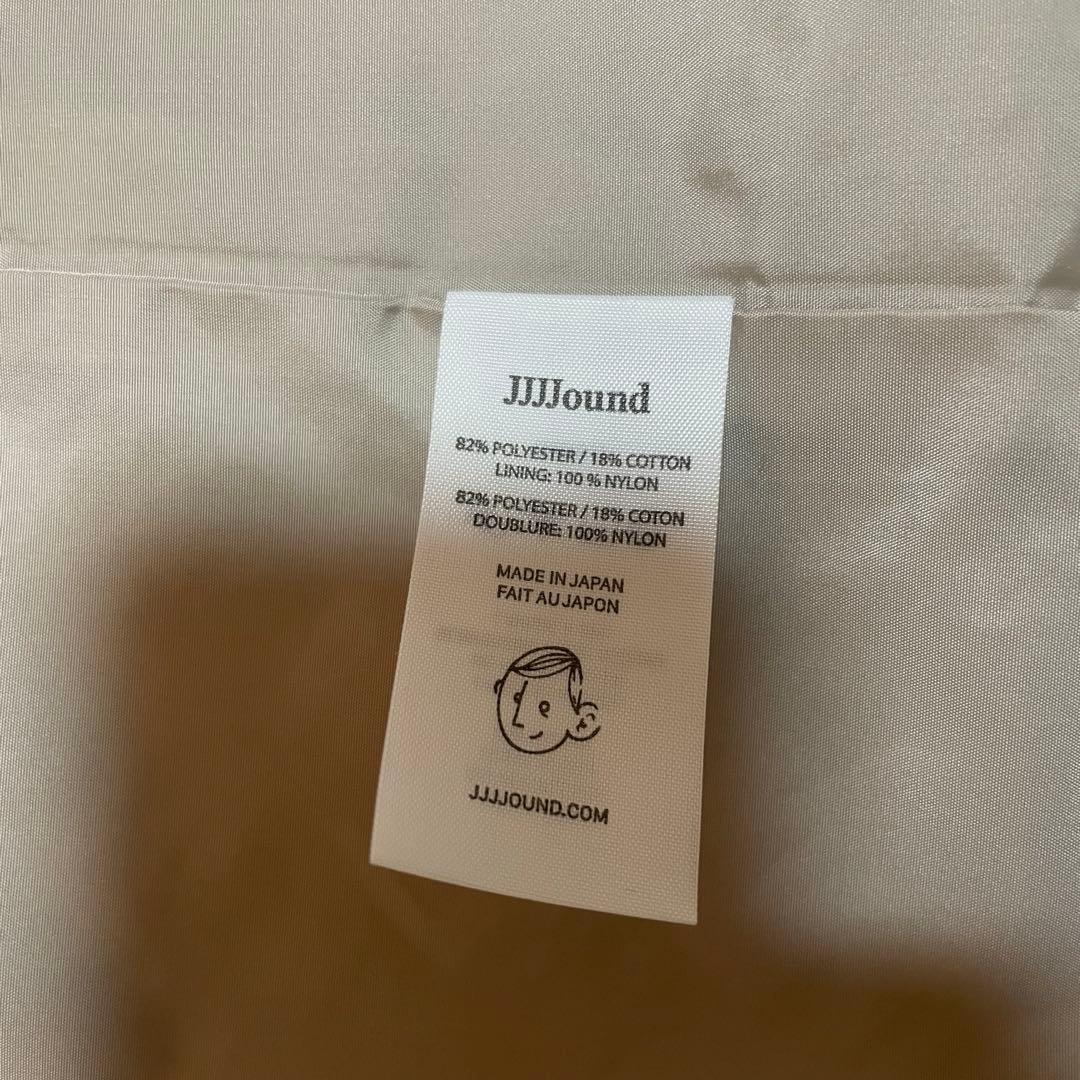 JJJJound
82% POLYESTER / 18% COTTON
LINING: 100 % NYLON
82% POLYESTER / 18% COTON
DOUBLURE: 100% NYLON
MADE IN JAPAN
FAIT AU JAPON
JJJJOUND.COM